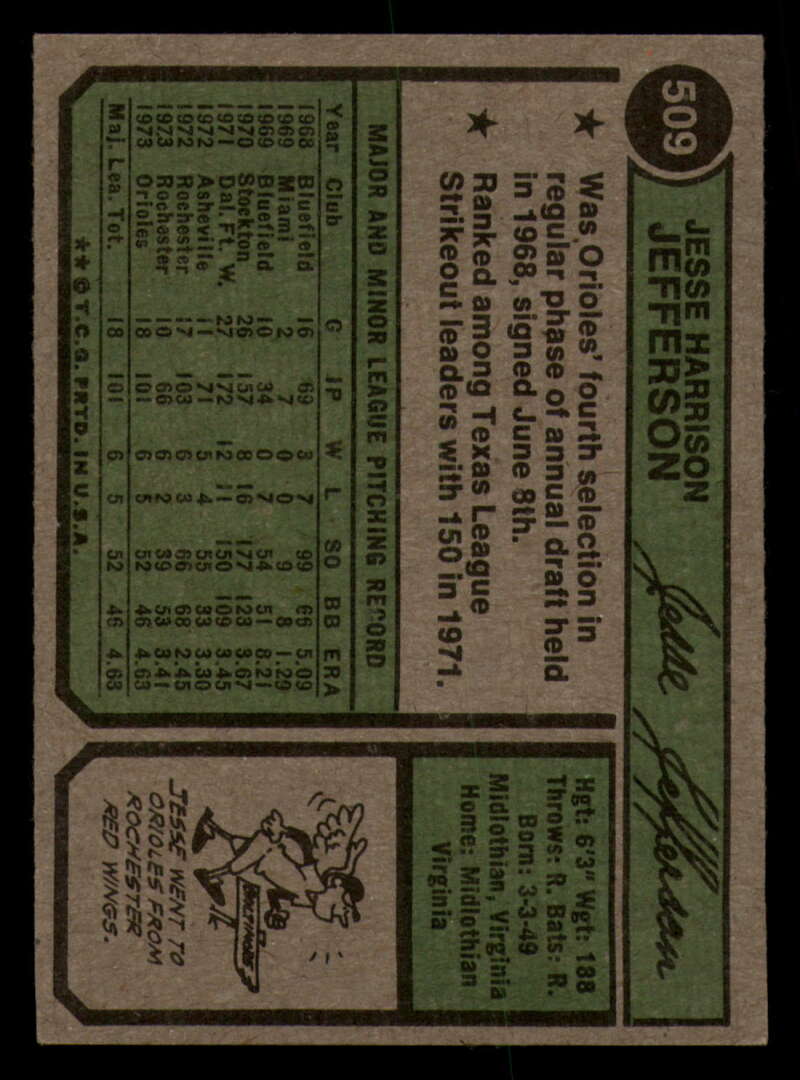 509
JESSE HARRISON
JEFFERSON
Jesse Jefferson
★ Was Orioles' fourth selection in
regular phase of annual draft held
in 1968, signed June 8th.
★ Ranked among Texas League
Strikeout leaders with 150 in 1971.
MAJOR AND MINOR LEAGUE PITCHING RECORD
Year Club G IP W L SO BB ERA
1968 Bluefield 16 69 3 7 99 66 5.09
1969 Miami 2 7 0 0 9 8 1.29
1969 Bluefield 10 34 0 7 54 51 8.21
1970 Stockton 26 157 8 16 177 123 3.67
1971 Dal. Ft. W. 27 172 12 11 150 109 3.45
1972 Asheville 11 71 5 4 55 33 3.30
1972 Rochester 17 103 6 3 66 68 2.45
1973 Rochester 10 66 6 2 39 53 3.41
1973 Orioles 18 101 6 5 52 46 4.63
Maj. Lea. Tot. 18 101 6 5 52 46 4.63
★★ © T.C.G. PRTD. IN U.S.A.
Hgt: 6'3" Wgt: 188
Throws: R. Bats: R.
Born: 3-3-49
Midlothian, Virginia
Home: Midlothian
Virginia
BALTIMORE
JESSE WENT TO
ORIOLES FROM
ROCHESTER
RED WINGS.